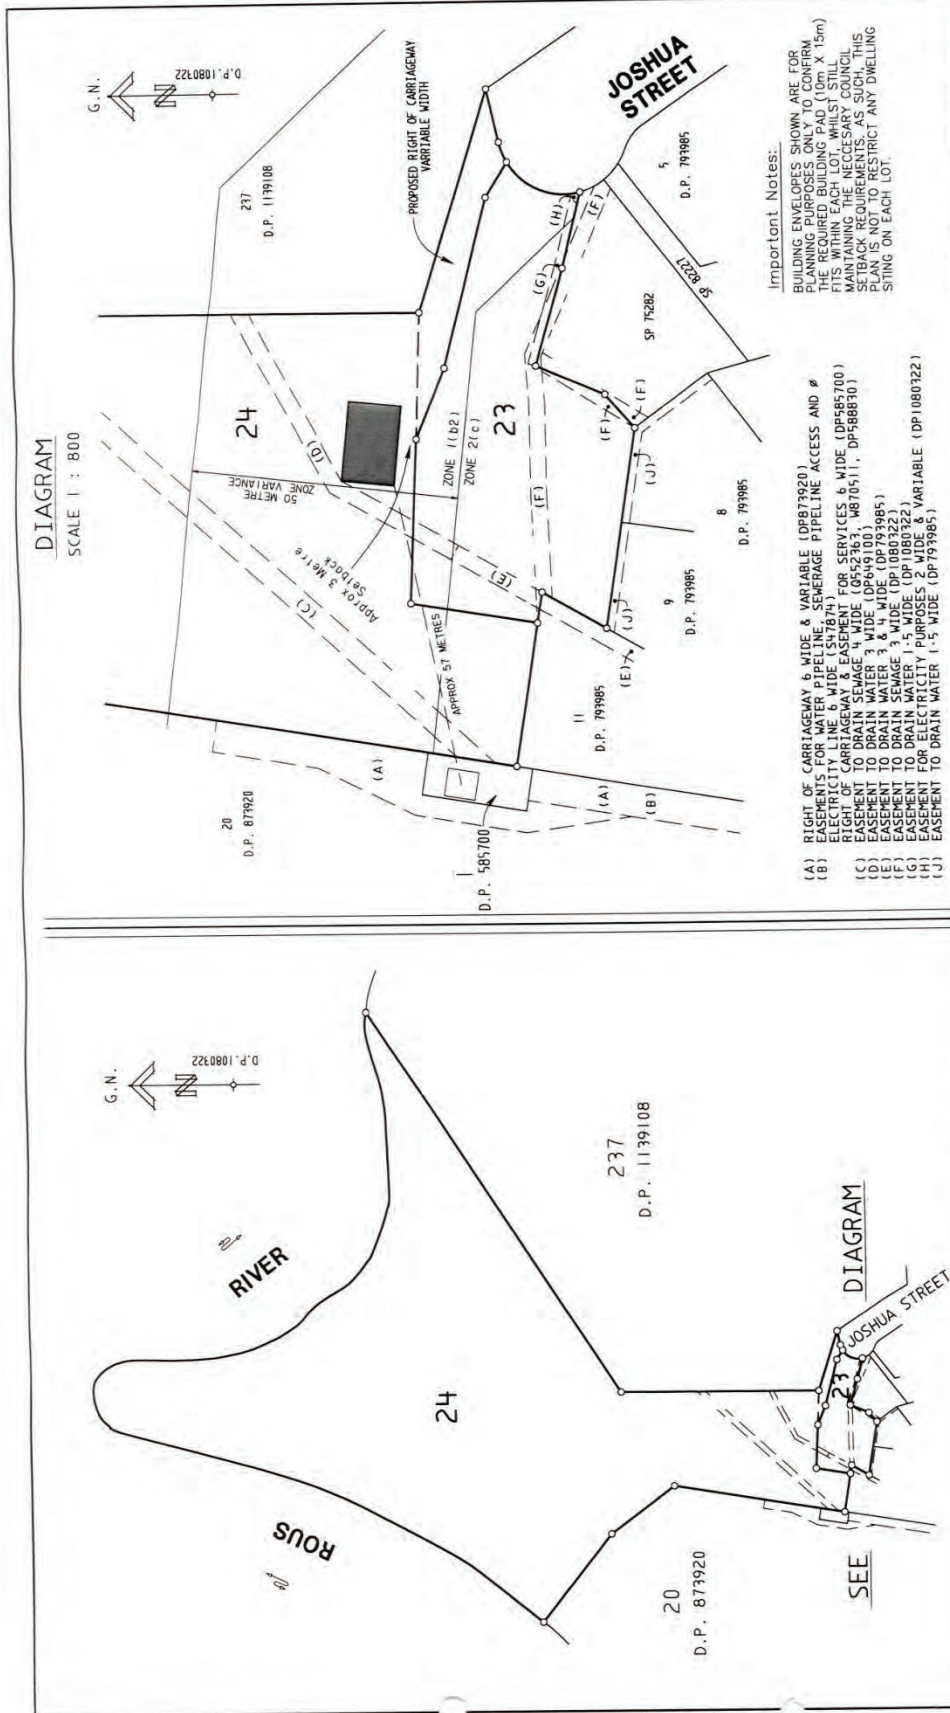 DIAGRAM
SCALE 1 : 800
G.N.
N
D.P. 1080322
237
D.P. 1139108
PROPOSED RIGHT OF CARRIAGEWAY
VARRIABLE WIDTH
JOSHUA
STREET
24
(D)
50 METRE
ZONE VARIANCE
Approx 3 Metre
Setback
(C)
ZONE 1(b2)
ZONE 2(c)
23
(H)
(F)
(G)
(F)
(F)
(F)
(E)
APPROX 57 METRES
5
D.P. 793985
SP 82227
SP 75282
(J)
(J)
8
D.P. 793985
9
D.P. 793985
(E)
11
D.P. 793985
(A)
(A)
(B)
20
D.P. 873920
1
D.P. 585700
Important Notes:
BUILDING ENVELOPES SHOWN ARE FOR
PLANNING PURPOSES ONLY TO CONFIRM
THE REQUIRED BUILDING PAD (10m X 15m)
FITS WITHIN EACH LOT, WHILST STILL
MAINTAINING THE NECCESARY COUNCIL
SETBACK REQUIREMENTS. AS SUCH, THIS
PLAN IS NOT TO RESTRICT ANY DWELLING
SITING ON EACH LOT.
(A) RIGHT OF CARRIAGEWAY 6 WIDE & VARIABLE (DP873920)
(B) EASEMENTS FOR WATER PIPELINE, SEWERAGE PIPELINE ACCESS AND Ø
ELECTRICITY LINE 6 WIDE (S47874)
RIGHT OF CARRIAGEWAY & EASEMENT FOR SERVICES 6 WIDE (DP585700)
(C) EASEMENT TO DRAIN SEWAGE 4 WIDE (Q552363, W870511, DP588830)
(D) EASEMENT TO DRAIN WATER 3 WIDE (DP649100)
(E) EASEMENT TO DRAIN WATER 3 & 4 WIDE (DP793985)
(F) EASEMENT TO DRAIN SEWAGE 3 WIDE (DP1080322)
(G) EASEMENT TO DRAIN WATER 1·5 WIDE (DP1080322)
(H) EASEMENT FOR ELECTRICITY PURPOSES 2 WIDE & VARIABLE (DP1080322)
(J) EASEMENT TO DRAIN WATER 1·5 WIDE (DP793985)
G.N.
N
D.P. 1080322
RIVER
ROUS
24
237
D.P. 1139108
20
D.P. 873920
23
JOSHUA STREET
SEE DIAGRAM